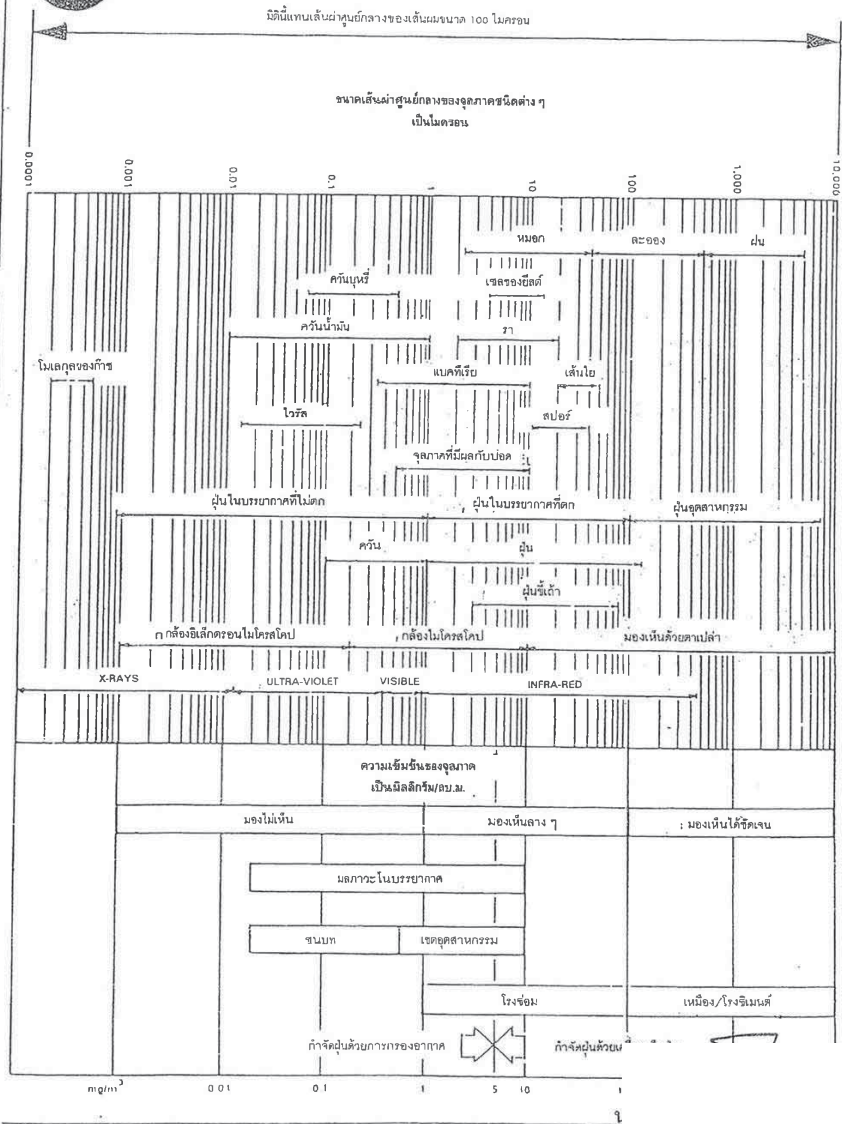 มิตินี้แทนเส้นผ่าศูนย์กลางของเส้นผมขนาด 100 ไมครอน
ขนาดเส้นผ่าศูนย์กลางของจุลภาคชนิดต่าง ๆ
เป็นไมครอน
0.0001 0.001 0.01 0.1 1 10 100 1,000 10,000
หมอก ละออง ฝน
ควันบุหรี่ เซลของยีสต์
ควันน้ำมัน รา
โมเลกุลของก๊าซ แบคทีเรีย เส้นใย
ไวรัส สปอร์
จุลภาคที่มีผลกับปอด
ฝุ่นในบรรยากาศที่ไม่ตก ฝุ่นในบรรยากาศที่ตก ฝุ่นอุตสาหกรรม
ควัน ฝุ่น
ฝุ่นขี้เถ้า
กล้องอิเล็กตรอนไมโครสโคป กล้องไมโครสโคป มองเห็นด้วยตาเปล่า
X-RAYS ULTRA-VIOLET VISIBLE INFRA-RED
ความเข้มข้นของจุลภาค
เป็นมิลลิกรัม/ลบ.ม.
มองไม่เห็น มองเห็นลาง ๆ มองเห็นได้ชัดเจน
มลภาวะในบรรยากาศ
ชนบท เขตอุตสาหกรรม
โรงซ่อม เหมือง/โรงซิเมนต์
กำจัดฝุ่นด้วยการกรองอากาศ กำจัดฝุ่นด้วย
mg/m³ 0.01 0.1 1 5 10